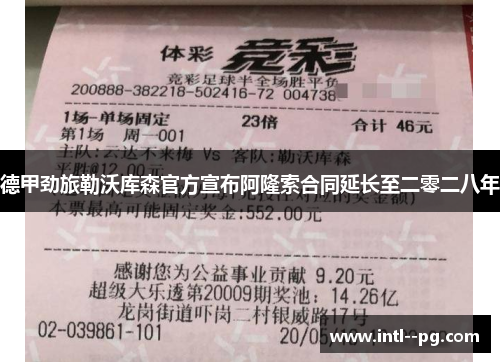 体彩 竞彩
竞彩足球半全场胜平负
200888-382218-502416-72 004738
1场-单场固定 23倍 合计 46元
第1场 周一001
主队:云达不来梅 Vs 客队:勒沃库森
德甲劲旅勒沃库森官方宣布阿隆索合同延长至二零二八年
本票最高可能固定奖金:552.00元
感谢您为公益事业贡献 9.20元
超级大乐透第20009期奖池: 14.26亿
龙岗街道吓岗二村银威路17号
02-039861-101 20/05/
www.intl--pg.com